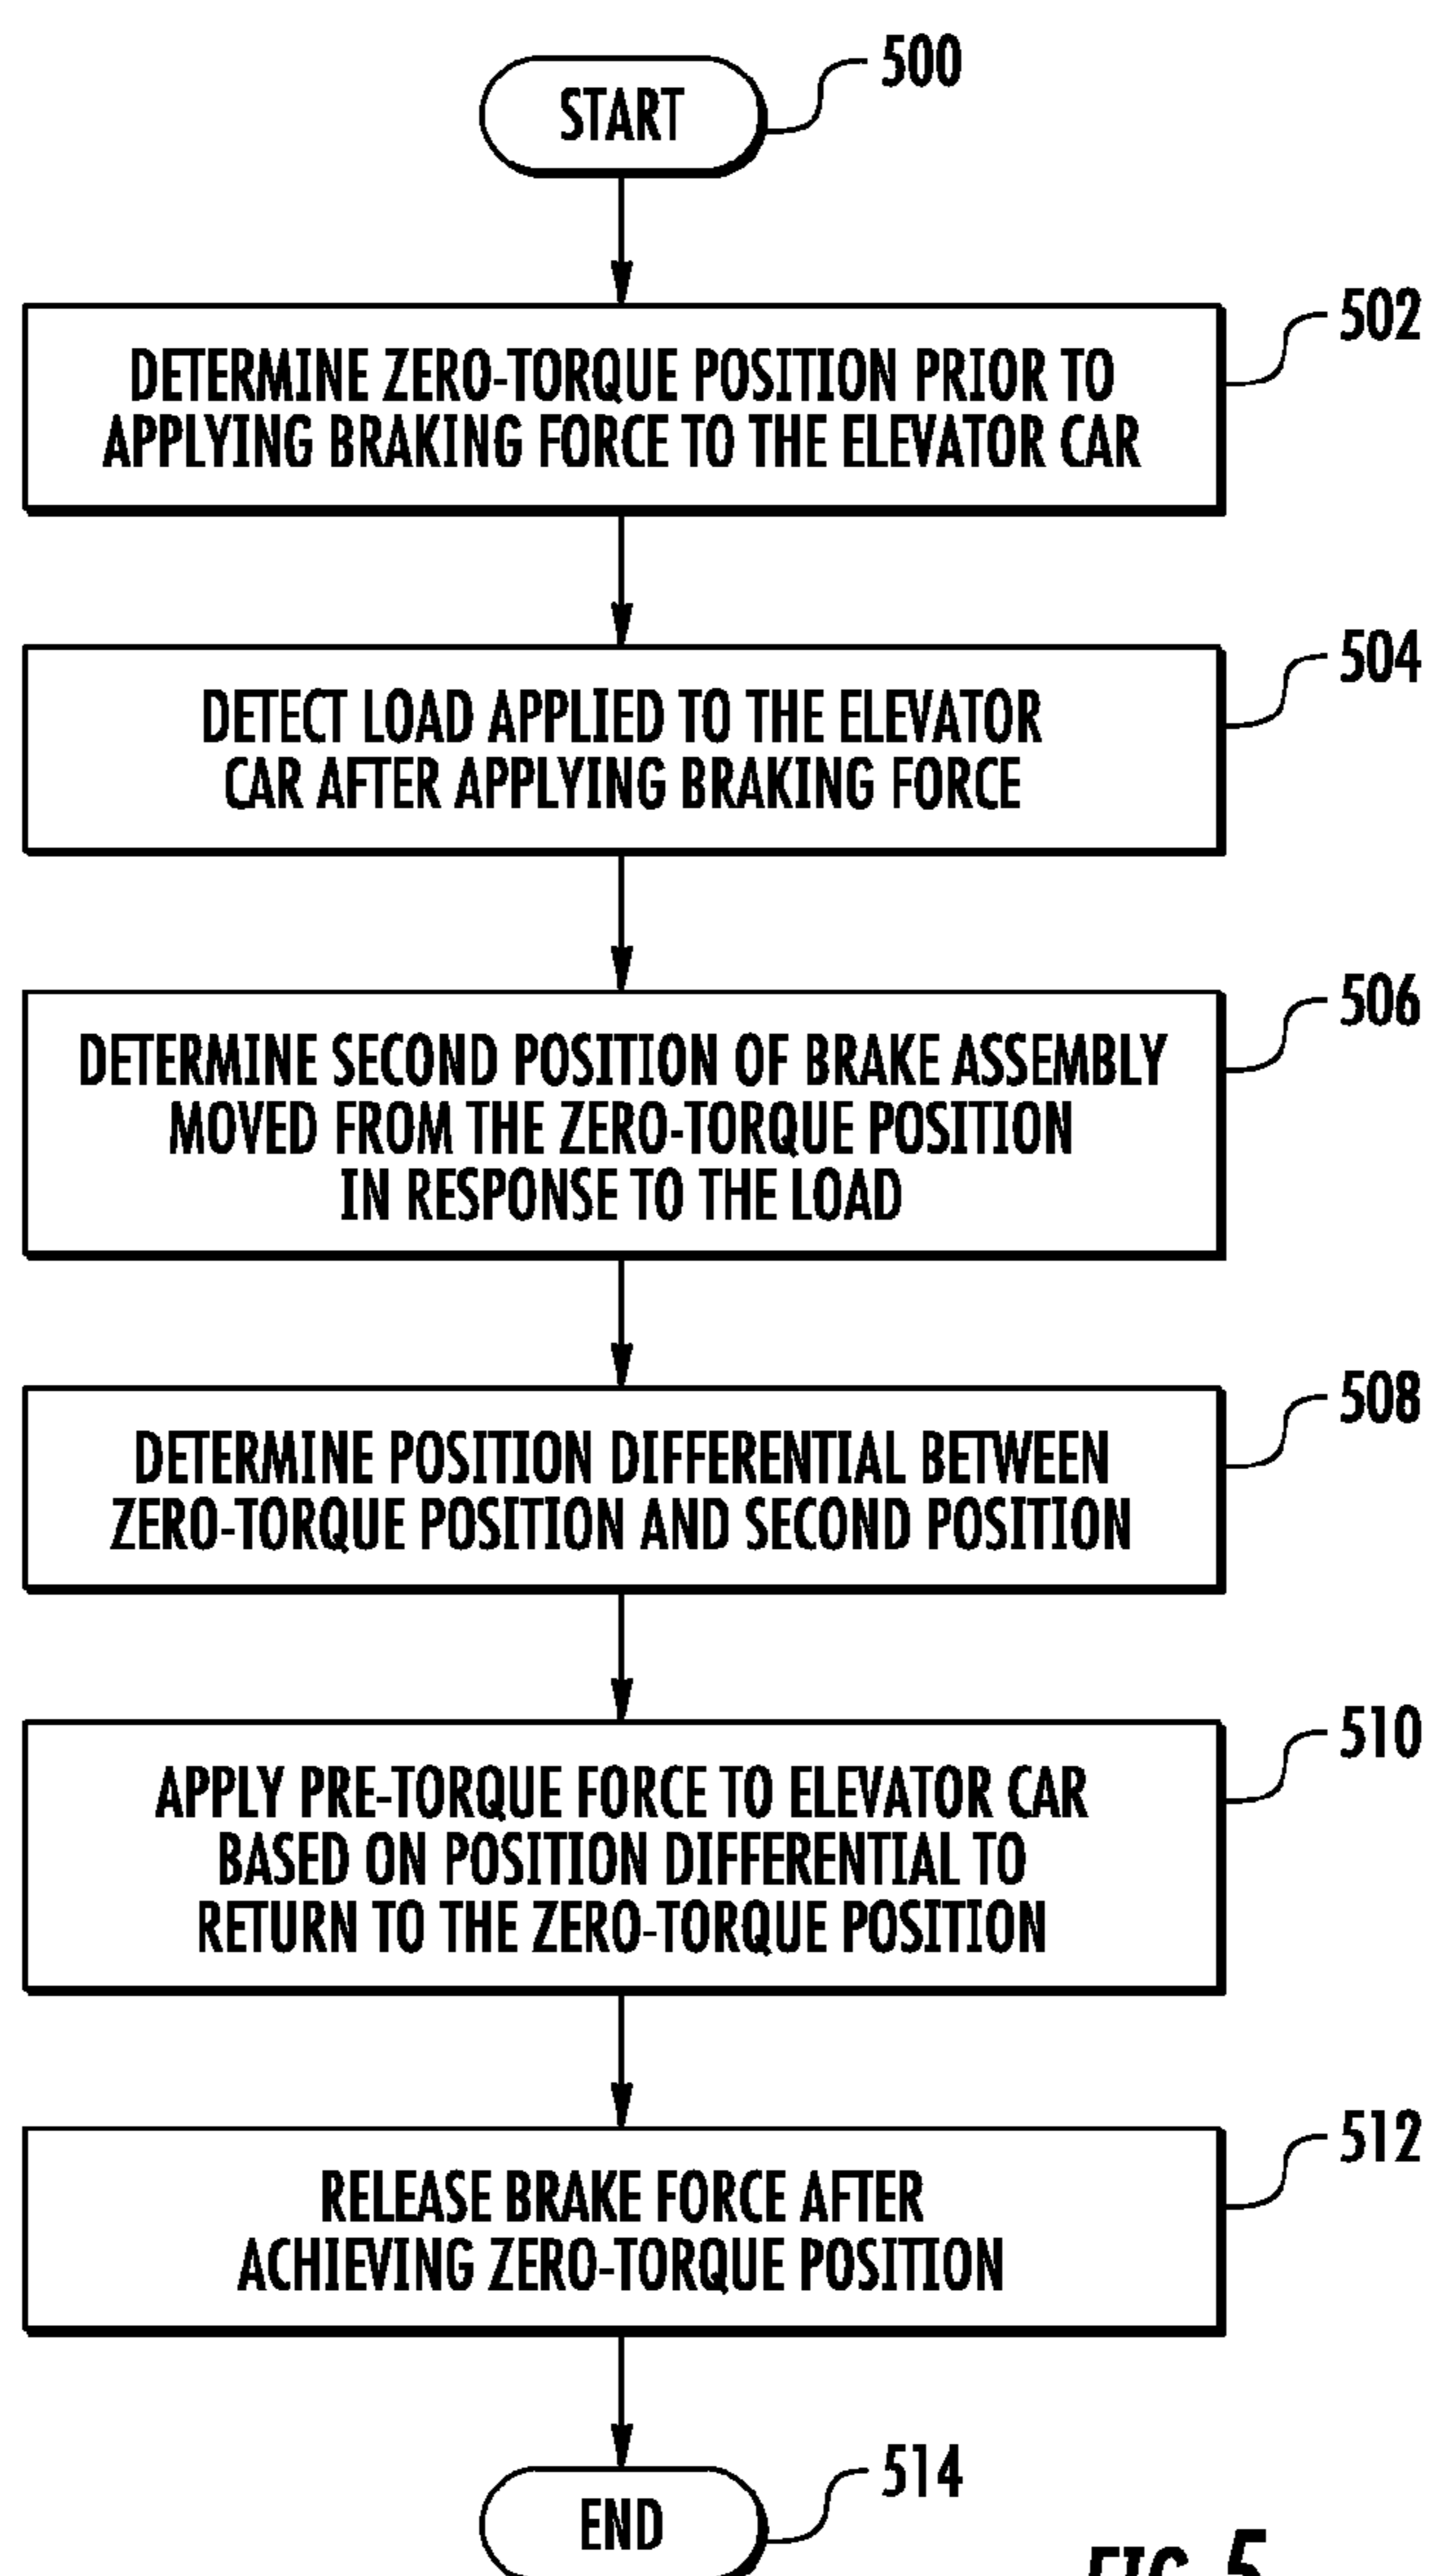 START
500
DETERMINE ZERO-TORQUE POSITION PRIOR TO
APPLYING BRAKING FORCE TO THE ELEVATOR CAR
502
DETECT LOAD APPLIED TO THE ELEVATOR
CAR AFTER APPLYING BRAKING FORCE
504
DETERMINE SECOND POSITION OF BRAKE ASSEMBLY
MOVED FROM THE ZERO-TORQUE POSITION
IN RESPONSE TO THE LOAD
506
DETERMINE POSITION DIFFERENTIAL BETWEEN
ZERO-TORQUE POSITION AND SECOND POSITION
508
APPLY PRE-TORQUE FORCE TO ELEVATOR CAR
BASED ON POSITION DIFFERENTIAL TO
RETURN TO THE ZERO-TORQUE POSITION
510
RELEASE BRAKE FORCE AFTER
ACHIEVING ZERO-TORQUE POSITION
512
END
514
FIG. 5